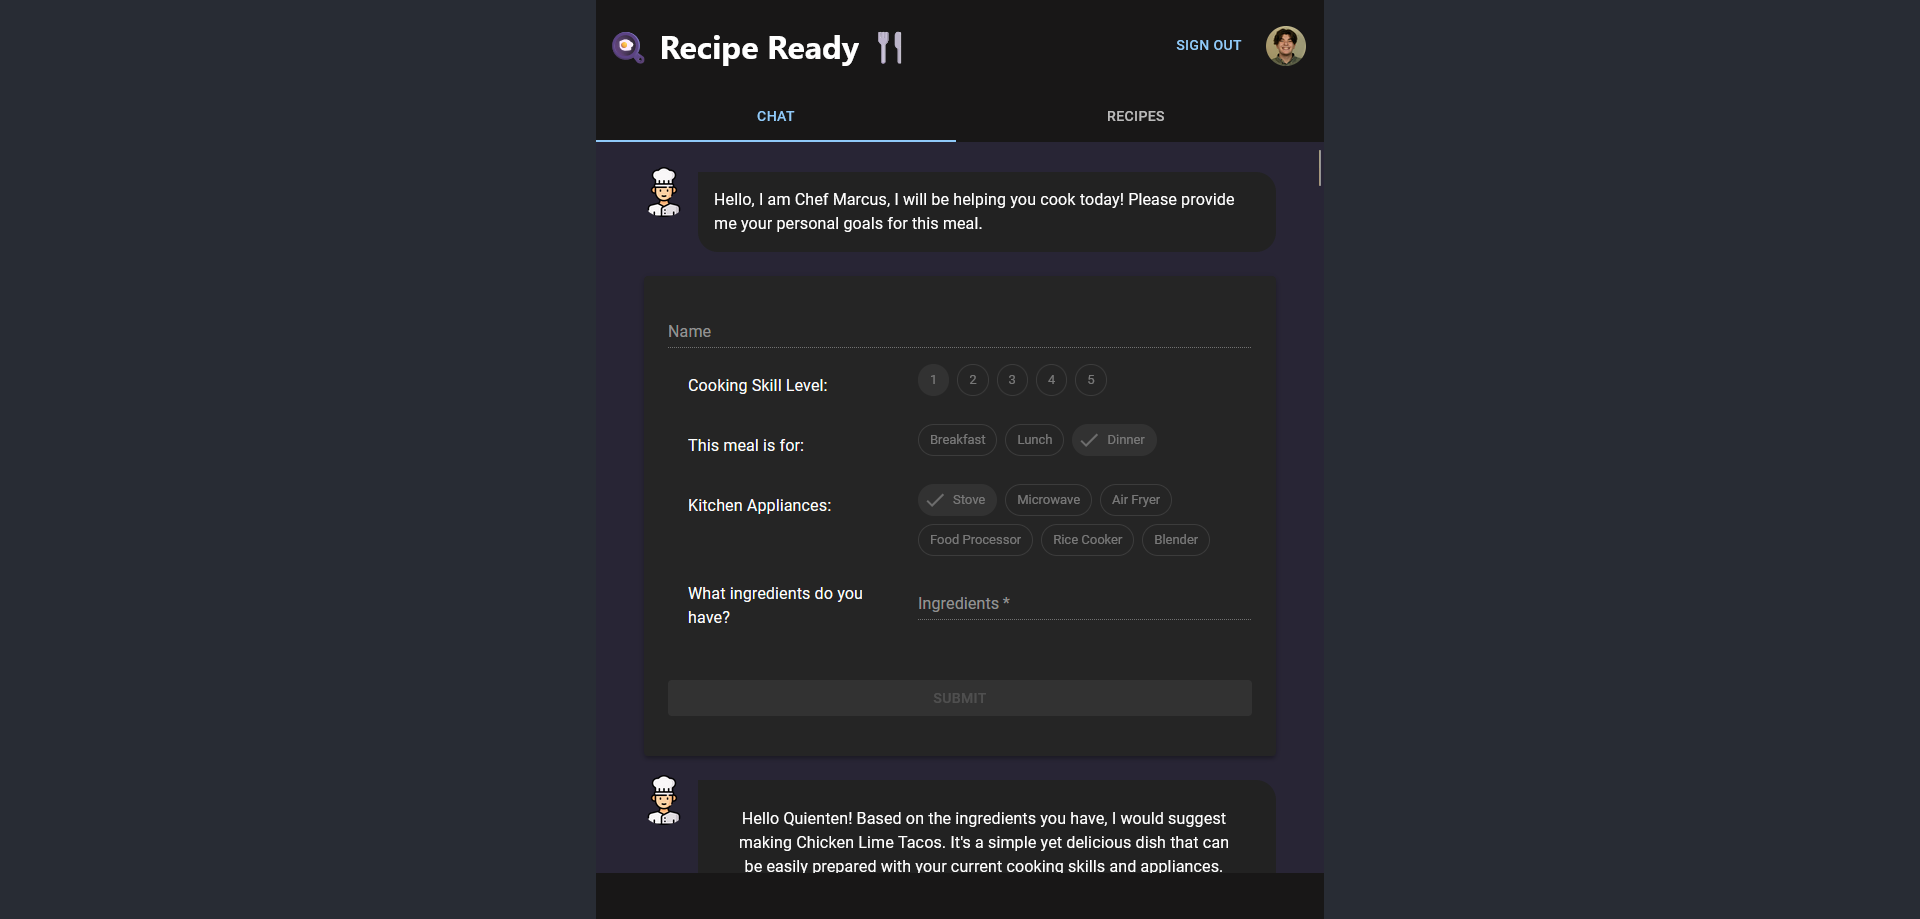 Recipe Ready
SIGN OUT
CHAT
RECIPES
Hello, I am Chef Marcus, I will be helping you cook today! Please provide
me your personal goals for this meal.
Name
Cooking Skill Level:
1 2 3 4 5
This meal is for:
Breakfast Lunch Dinner
Kitchen Appliances:
Stove Microwave Air Fryer
Food Processor Rice Cooker Blender
What ingredients do you
have?
Ingredients *
SUBMIT
Hello Quienten! Based on the ingredients you have, I would suggest
making Chicken Lime Tacos. It's a simple yet delicious dish that can
be easily prepared with your current cooking skills and appliances.